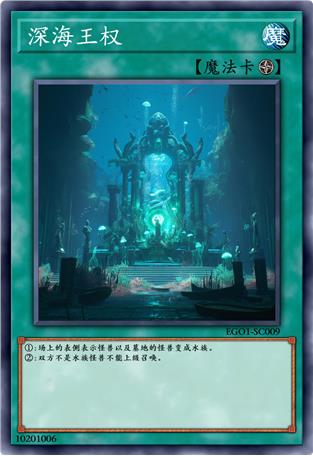 深海王权
魔
【魔法卡】
EGO1-SC009
①:场上的表侧表示怪兽以及墓地的怪兽变成水族。
②:双方不是水族怪兽不能上级召唤。
10201006